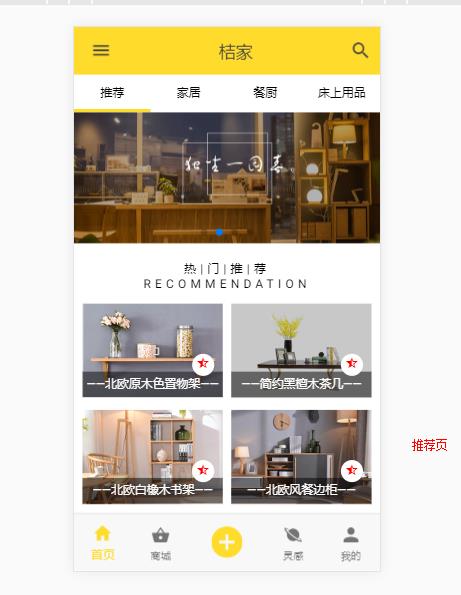 桔家
推荐 家居 餐厨 床上用品
独坐一园春。
热|门|推|荐
RECOMMENDATION
——北欧原木色置物架——
——简约黑檀木茶几——
——北欧白橡木书架——
——北欧风餐边柜——
推荐页
首页 商城 灵感 我的